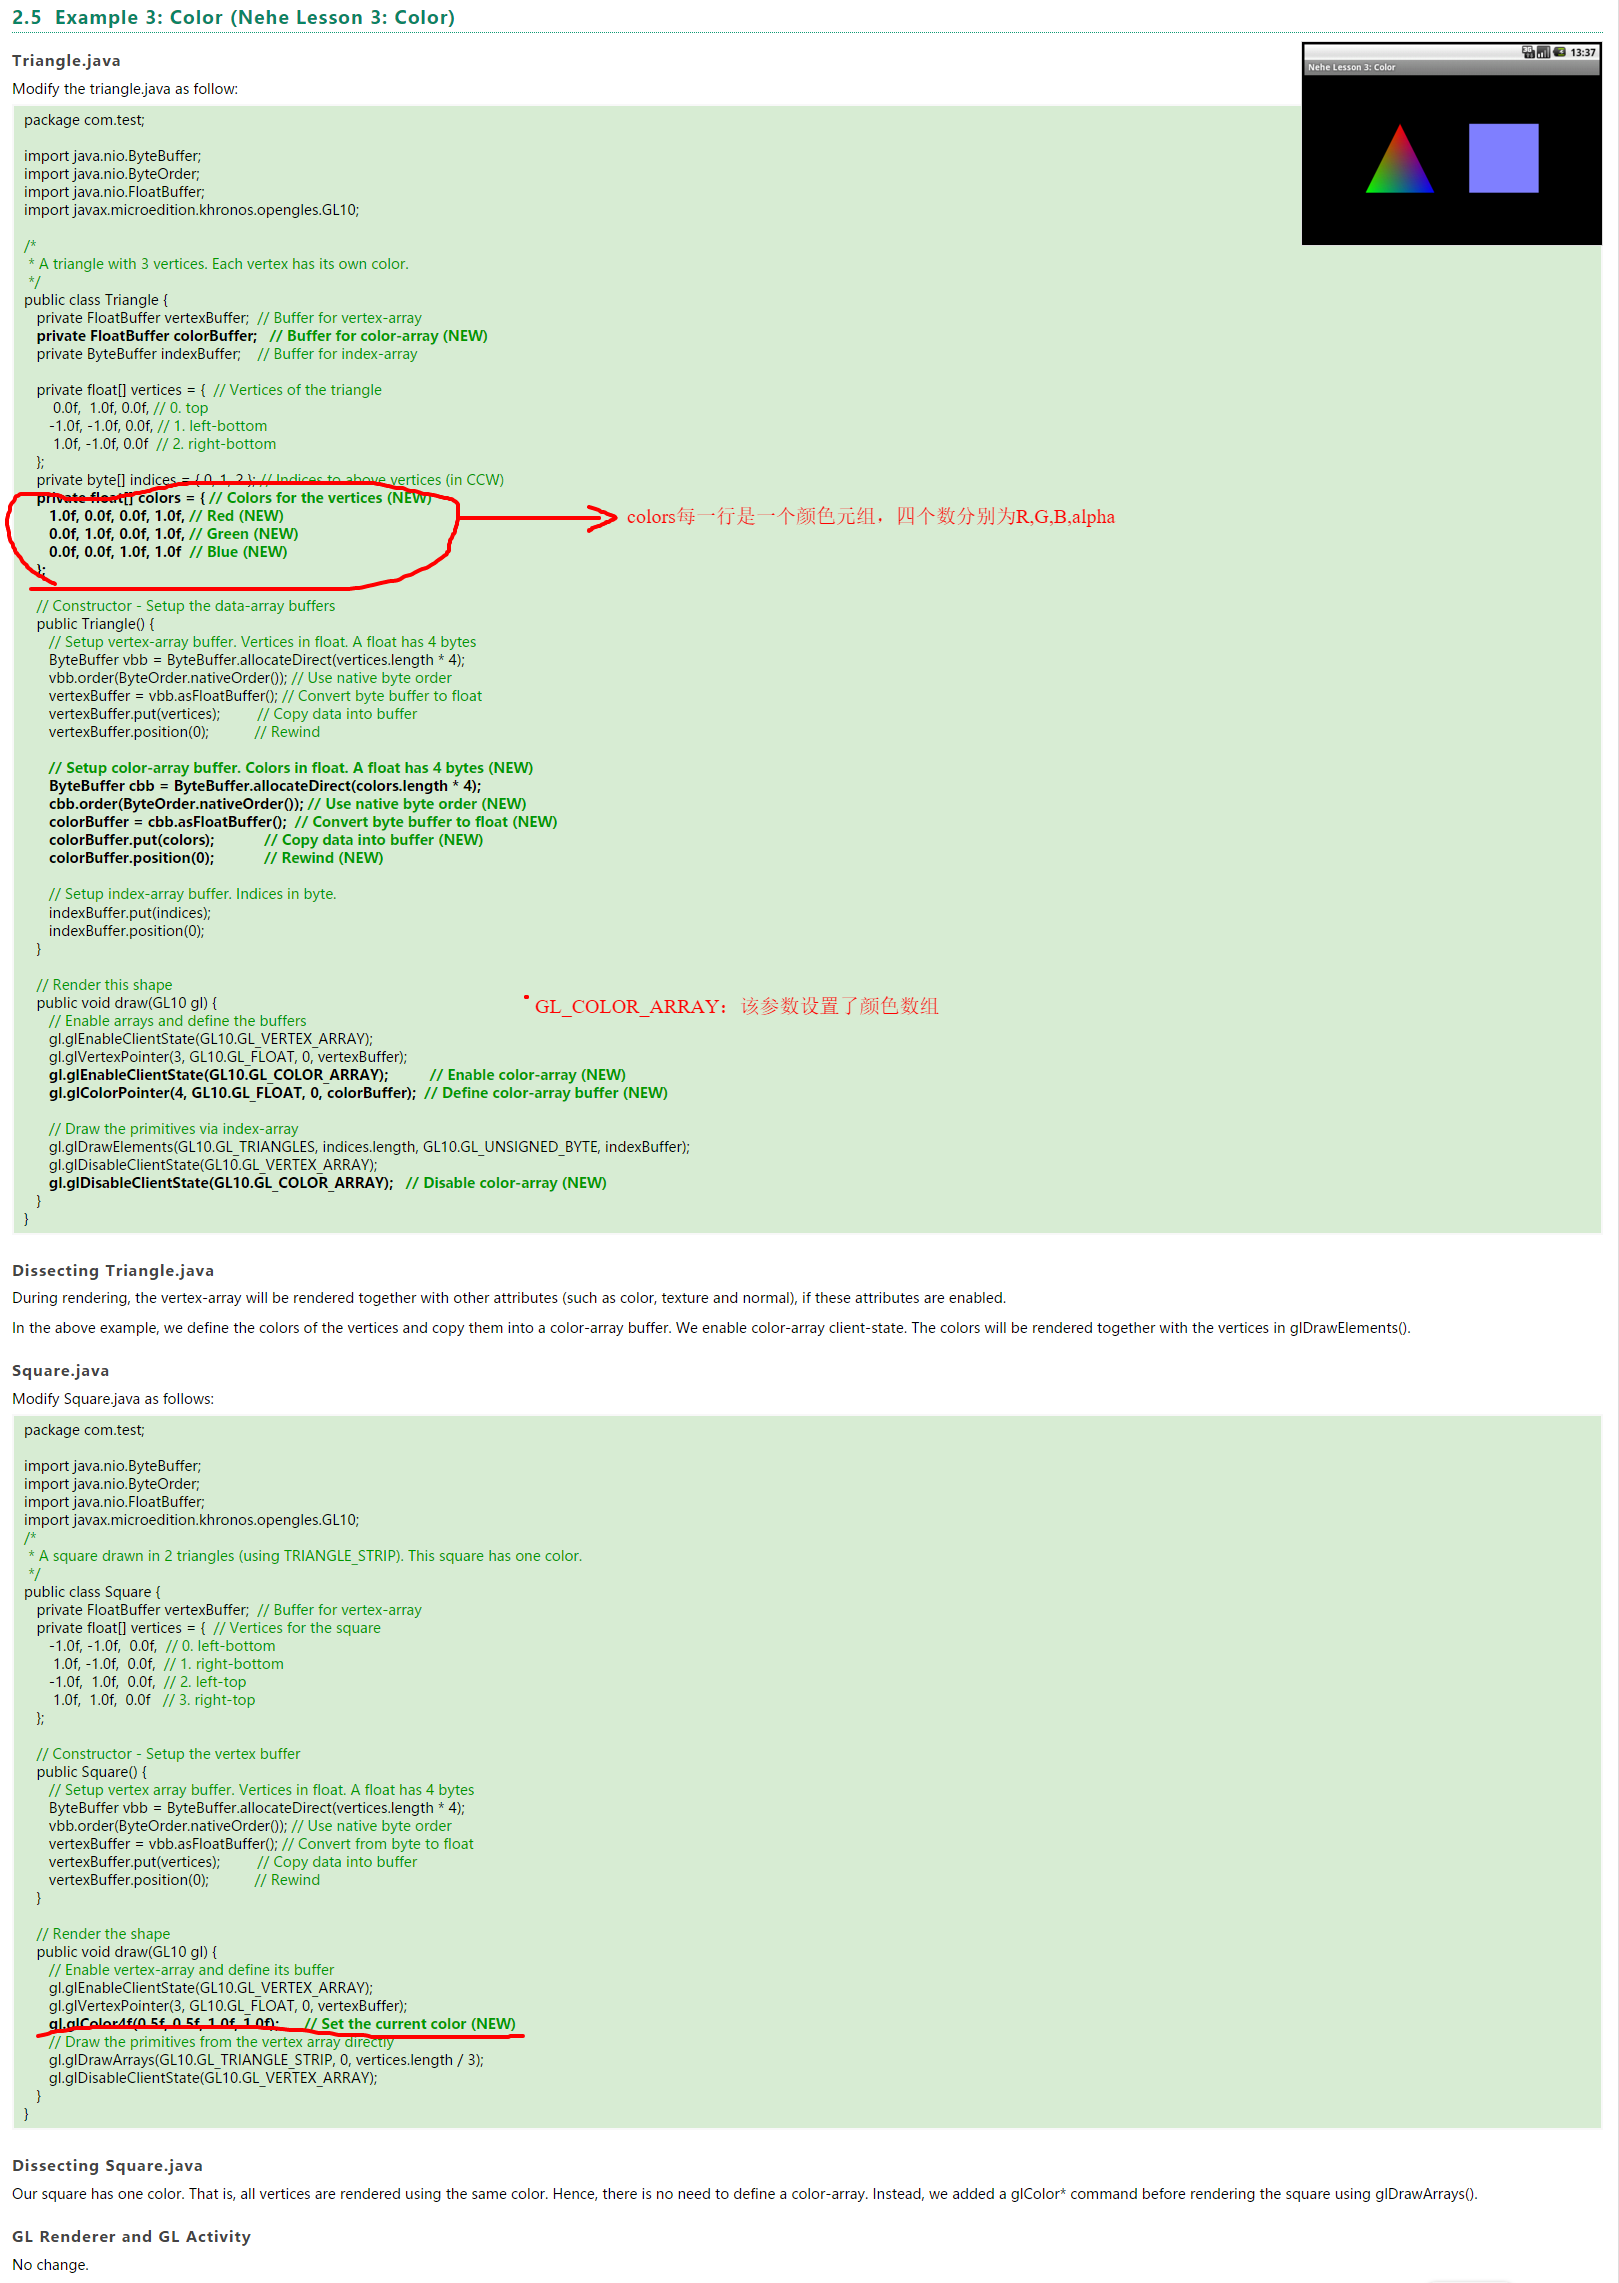 2.5 Example 3: Color (Nehe Lesson 3: Color)
Triangle.java
Modify the triangle.java as follow:
13:37
Nehe Lesson 3: Color
package com.test;
import java.nio.ByteBuffer;
import java.nio.ByteOrder;
import java.nio.FloatBuffer;
import javax.microedition.khronos.opengles.GL10;
/*
* A triangle with 3 vertices. Each vertex has its own color.
*/
public class Triangle {
private FloatBuffer vertexBuffer; // Buffer for vertex-array
private FloatBuffer colorBuffer; // Buffer for color-array (NEW)
private ByteBuffer indexBuffer; // Buffer for index-array
private float[] vertices = { // Vertices of the triangle
0.0f, 1.0f, 0.0f, // 0. top
-1.0f, -1.0f, 0.0f, // 1. left-bottom
1.0f, -1.0f, 0.0f // 2. right-bottom
};
private byte[] indices = { 0, 1, 2 }; // Indices to above vertices (in CCW)
private float[] colors = { // Colors for the vertices (NEW)
1.0f, 0.0f, 0.0f, 1.0f, // Red (NEW)
colors每一行是一个颜色元组，四个数分别为R,G,B,alpha
0.0f, 1.0f, 0.0f, 1.0f, // Green (NEW)
0.0f, 0.0f, 1.0f, 1.0f // Blue (NEW)
};
// Constructor - Setup the data-array buffers
public Triangle() {
// Setup vertex-array buffer. Vertices in float. A float has 4 bytes
ByteBuffer vbb = ByteBuffer.allocateDirect(vertices.length * 4);
vbb.order(ByteOrder.nativeOrder()); // Use native byte order
vertexBuffer = vbb.asFloatBuffer(); // Convert byte buffer to float
vertexBuffer.put(vertices); // Copy data into buffer
vertexBuffer.position(0); // Rewind
// Setup color-array buffer. Colors in float. A float has 4 bytes (NEW)
ByteBuffer cbb = ByteBuffer.allocateDirect(colors.length * 4);
cbb.order(ByteOrder.nativeOrder()); // Use native byte order (NEW)
colorBuffer = cbb.asFloatBuffer(); // Convert byte buffer to float (NEW)
colorBuffer.put(colors); // Copy data into buffer (NEW)
colorBuffer.position(0); // Rewind (NEW)
// Setup index-array buffer. Indices in byte.
indexBuffer.put(indices);
indexBuffer.position(0);
}
// Render this shape
public void draw(GL10 gl) {
GL_COLOR_ARRAY：该参数设置了颜色数组
// Enable arrays and define the buffers
gl.glEnableClientState(GL10.GL_VERTEX_ARRAY);
gl.glVertexPointer(3, GL10.GL_FLOAT, 0, vertexBuffer);
gl.glEnableClientState(GL10.GL_COLOR_ARRAY); // Enable color-array (NEW)
gl.glColorPointer(4, GL10.GL_FLOAT, 0, colorBuffer); // Define color-array buffer (NEW)
// Draw the primitives via index-array
gl.glDrawElements(GL10.GL_TRIANGLES, indices.length, GL10.GL_UNSIGNED_BYTE, indexBuffer);
gl.glDisableClientState(GL10.GL_VERTEX_ARRAY);
gl.glDisableClientState(GL10.GL_COLOR_ARRAY); // Disable color-array (NEW)
}
}
Dissecting Triangle.java
During rendering, the vertex-array will be rendered together with other attributes (such as color, texture and normal), if these attributes are enabled.
In the above example, we define the colors of the vertices and copy them into a color-array buffer. We enable color-array client-state. The colors will be rendered together with the vertices in glDrawElements().
Square.java
Modify Square.java as follows:
package com.test;
import java.nio.ByteBuffer;
import java.nio.ByteOrder;
import java.nio.FloatBuffer;
import javax.microedition.khronos.opengles.GL10;
/*
* A square drawn in 2 triangles (using TRIANGLE_STRIP). This square has one color.
*/
public class Square {
private FloatBuffer vertexBuffer; // Buffer for vertex-array
private float[] vertices = { // Vertices for the square
-1.0f, -1.0f, 0.0f, // 0. left-bottom
1.0f, -1.0f, 0.0f, // 1. right-bottom
-1.0f, 1.0f, 0.0f, // 2. left-top
1.0f, 1.0f, 0.0f // 3. right-top
};
// Constructor - Setup the vertex buffer
public Square() {
// Setup vertex array buffer. Vertices in float. A float has 4 bytes
ByteBuffer vbb = ByteBuffer.allocateDirect(vertices.length * 4);
vbb.order(ByteOrder.nativeOrder()); // Use native byte order
vertexBuffer = vbb.asFloatBuffer(); // Convert from byte to float
vertexBuffer.put(vertices); // Copy data into buffer
vertexBuffer.position(0); // Rewind
}
// Render the shape
public void draw(GL10 gl) {
// Enable vertex-array and define its buffer
gl.glEnableClientState(GL10.GL_VERTEX_ARRAY);
gl.glVertexPointer(3, GL10.GL_FLOAT, 0, vertexBuffer);
gl.glColor4f(0.5f, 0.5f, 1.0f, 1.0f); // Set the current color (NEW)
// Draw the primitives from the vertex array directly
gl.glDrawArrays(GL10.GL_TRIANGLE_STRIP, 0, vertices.length / 3);
gl.glDisableClientState(GL10.GL_VERTEX_ARRAY);
}
}
Dissecting Square.java
Our square has one color. That is, all vertices are rendered using the same color. Hence, there is no need to define a color-array. Instead, we added a glColor* command before rendering the square using glDrawArrays().
GL Renderer and GL Activity
No change.